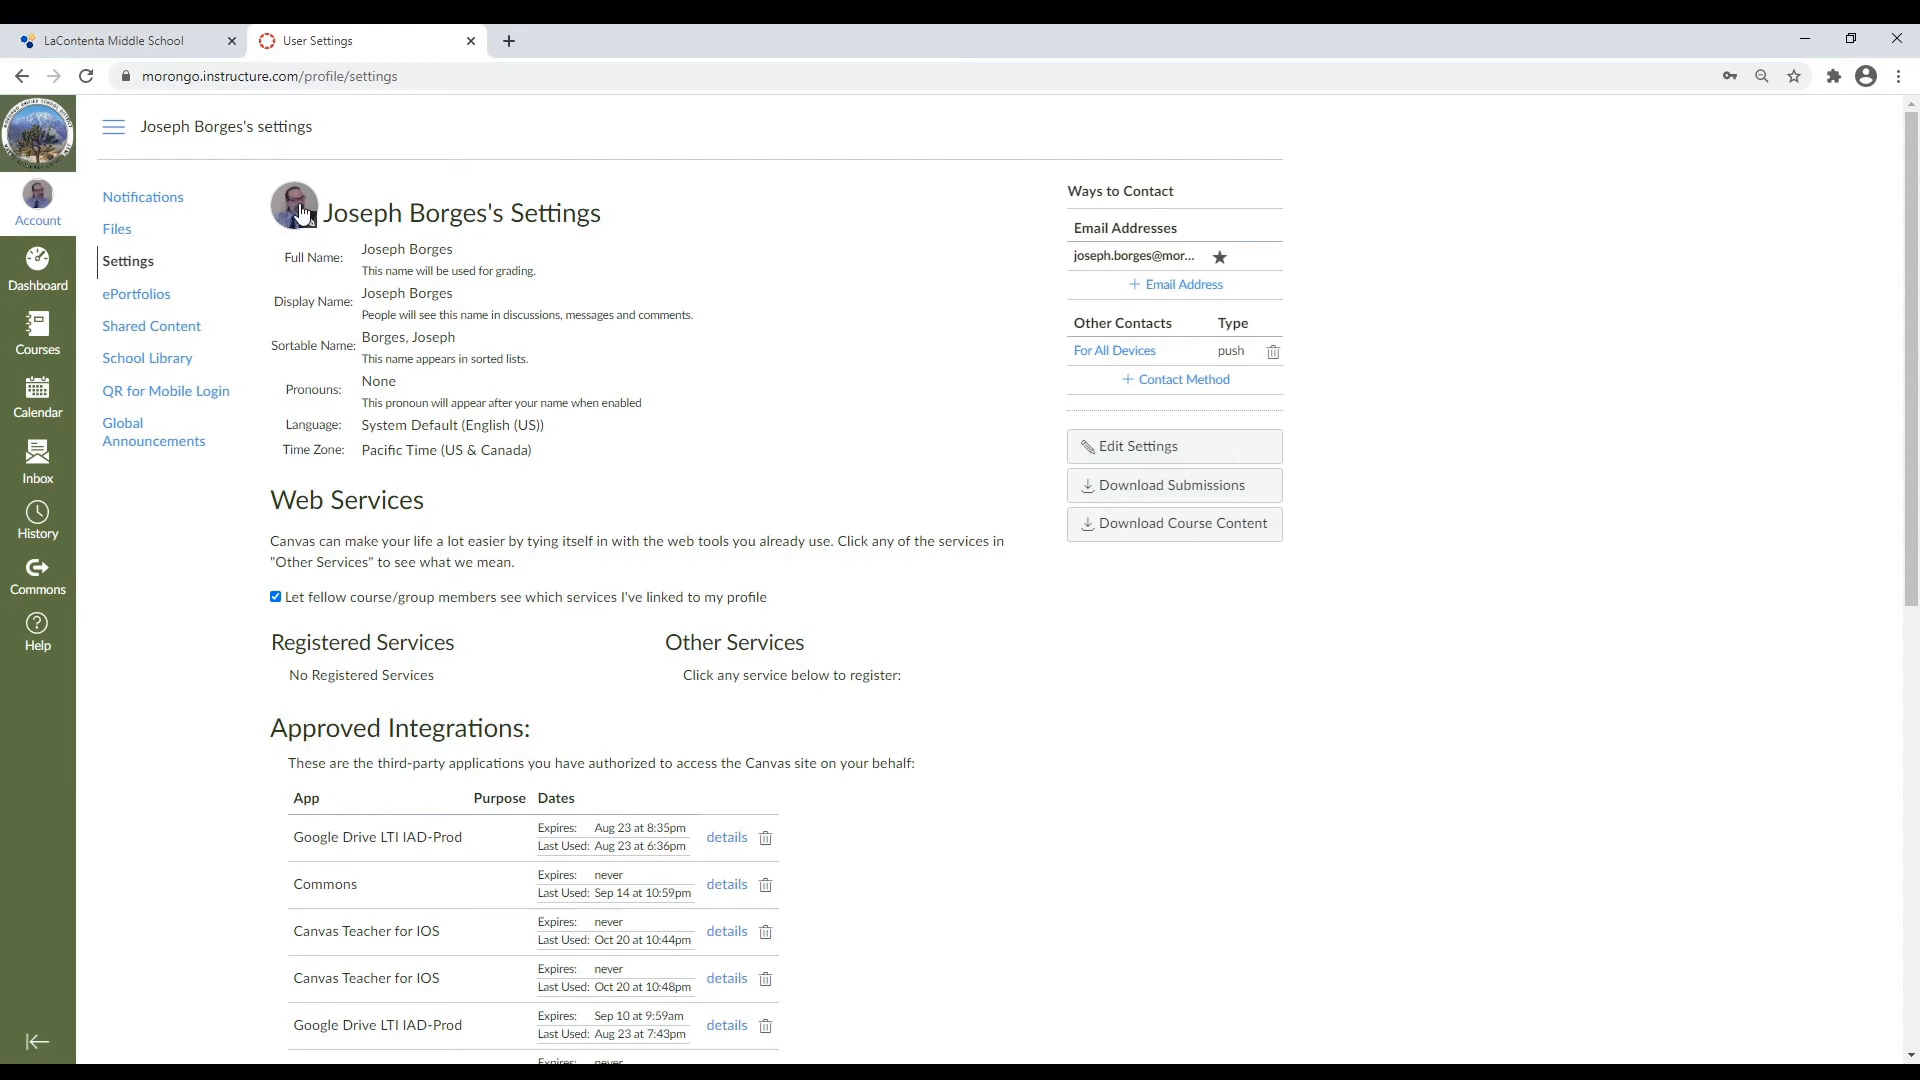 LaContenta Middle School
User Settings
morongo.instructure.com/profile/settings
Joseph Borges's settings
Account
Dashboard
Courses
Calendar
Inbox
History
Commons
Help
Notifications
Files
Settings
ePortfolios
Shared Content
School Library
QR for Mobile Login
Global
Announcements
Joseph Borges's Settings
Full Name: Joseph Borges
This name will be used for grading.
Display Name: Joseph Borges
People will see this name in discussions, messages and comments.
Sortable Name: Borges, Joseph
This name appears in sorted lists.
Pronouns: None
This pronoun will appear after your name when enabled
Language: System Default (English (US))
Time Zone: Pacific Time (US & Canada)
Web Services
Canvas can make your life a lot easier by tying itself in with the web tools you already use. Click any of the services in
"Other Services" to see what we mean.
Let fellow course/group members see which services I've linked to my profile
Registered Services
No Registered Services
Other Services
Click any service below to register:
Approved Integrations:
These are the third-party applications you have authorized to access the Canvas site on your behalf:
App Purpose Dates
Google Drive LTI IAD-Prod Expires: Aug 23 at 8:35pm details
Last Used: Aug 23 at 6:36pm
Commons Expires: never details
Last Used: Sep 14 at 10:59pm
Canvas Teacher for IOS Expires: never details
Last Used: Oct 20 at 10:44pm
Canvas Teacher for IOS Expires: never details
Last Used: Oct 20 at 10:48pm
Google Drive LTI IAD-Prod Expires: Sep 10 at 9:59am details
Last Used: Aug 23 at 7:43pm
Expires: never
Ways to Contact
Email Addresses
joseph.borges@mor...
+ Email Address
Other Contacts Type
For All Devices push
+ Contact Method
Edit Settings
Download Submissions
Download Course Content